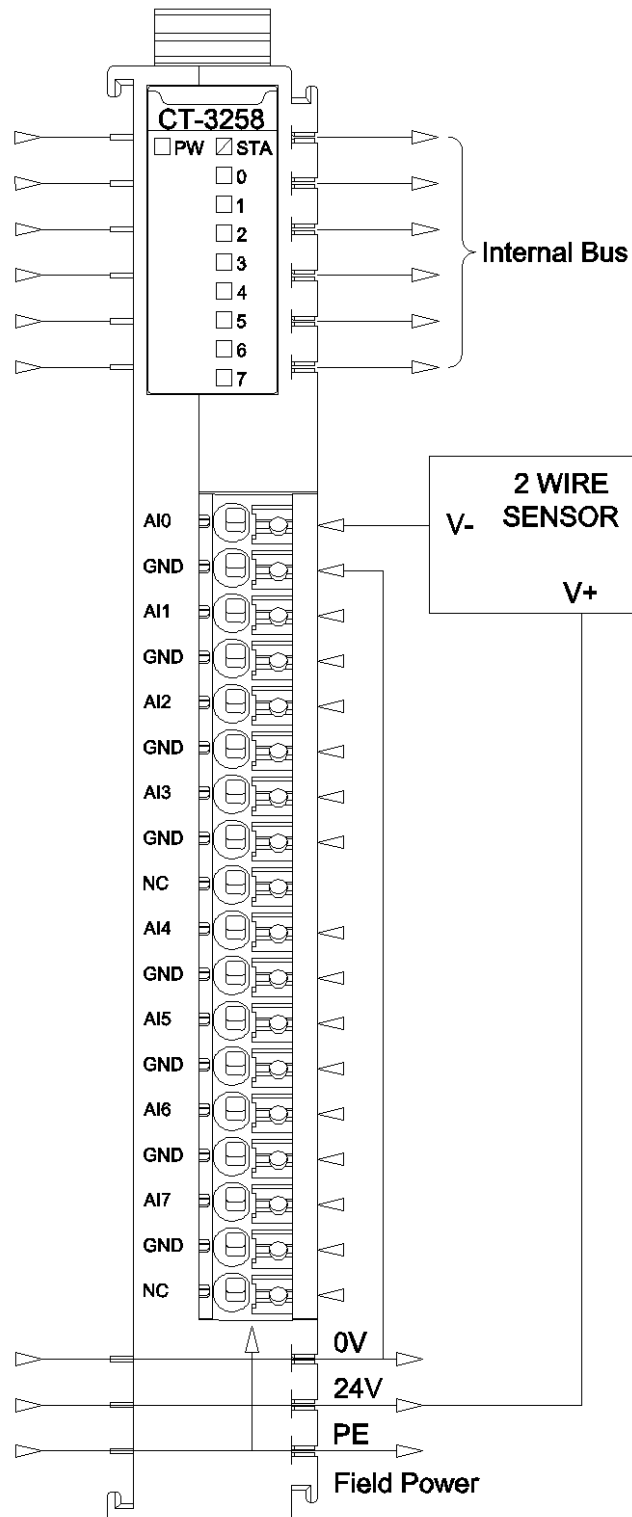 CT-3258
PW STA
0
1
2
3
4
5
6
7
Internal Bus
2 WIRE
SENSOR
V-
V+
AI0
GND
AI1
GND
AI2
GND
AI3
GND
NC
AI4
GND
AI5
GND
AI6
GND
AI7
GND
NC
0V
24V
PE
Field Power